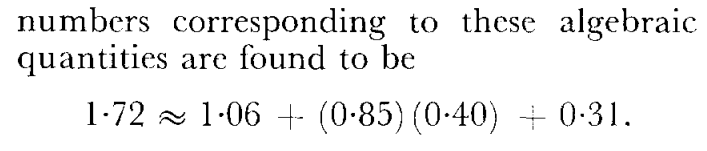 numbers corresponding to these algebraic
quantities are found to be
1·72 ≈ 1·06 + (0·85)(0·40) + 0·31.